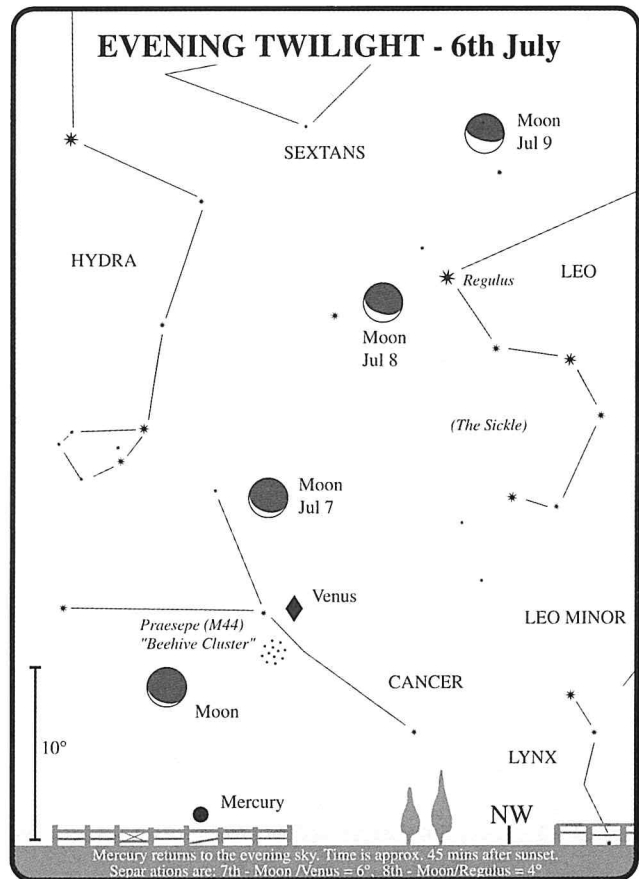 EVENING TWILIGHT - 6th July
Moon
Jul 9
SEXTANS
HYDRA
Regulus
LEO
Moon
Jul 8
(The Sickle)
Moon
Jul 7
Venus
Praesepe (M44)
"Beehive Cluster"
LEO MINOR
CANCER
Moon
10°
LYNX
Mercury
NW
Mercury returns to the evening sky. Time is approx. 45 mins after sunset.
Separ ations are: 7th - Moon /Venus = 6°, 8th - Moon/Regulus = 4°